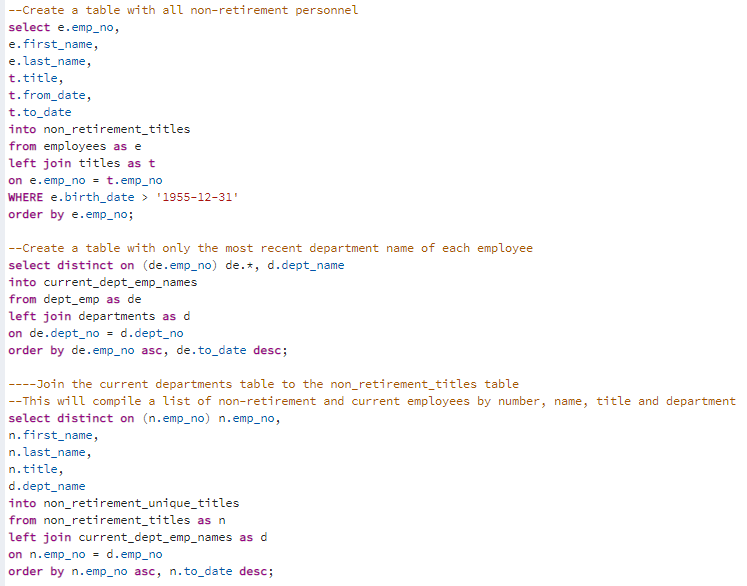 --Create a table with all non-retirement personnel
select e.emp_no,
e.first_name,
e.last_name,
t.title,
t.from_date,
t.to_date
into non_retirement_titles
from employees as e
left join titles as t
on e.emp_no = t.emp_no
WHERE e.birth_date > '1955-12-31'
order by e.emp_no;

--Create a table with only the most recent department name of each employee
select distinct on (de.emp_no) de.*, d.dept_name
into current_dept_emp_names
from dept_emp as de
left join departments as d
on de.dept_no = d.dept_no
order by de.emp_no asc, de.to_date desc;

----Join the current departments table to the non_retirement_titles table
--This will compile a list of non-retirement and current employees by number, name, title and department
select distinct on (n.emp_no) n.emp_no,
n.first_name,
n.last_name,
n.title,
d.dept_name
into non_retirement_unique_titles
from non_retirement_titles as n
left join current_dept_emp_names as d
on n.emp_no = d.emp_no
order by n.emp_no asc, n.to_date desc;